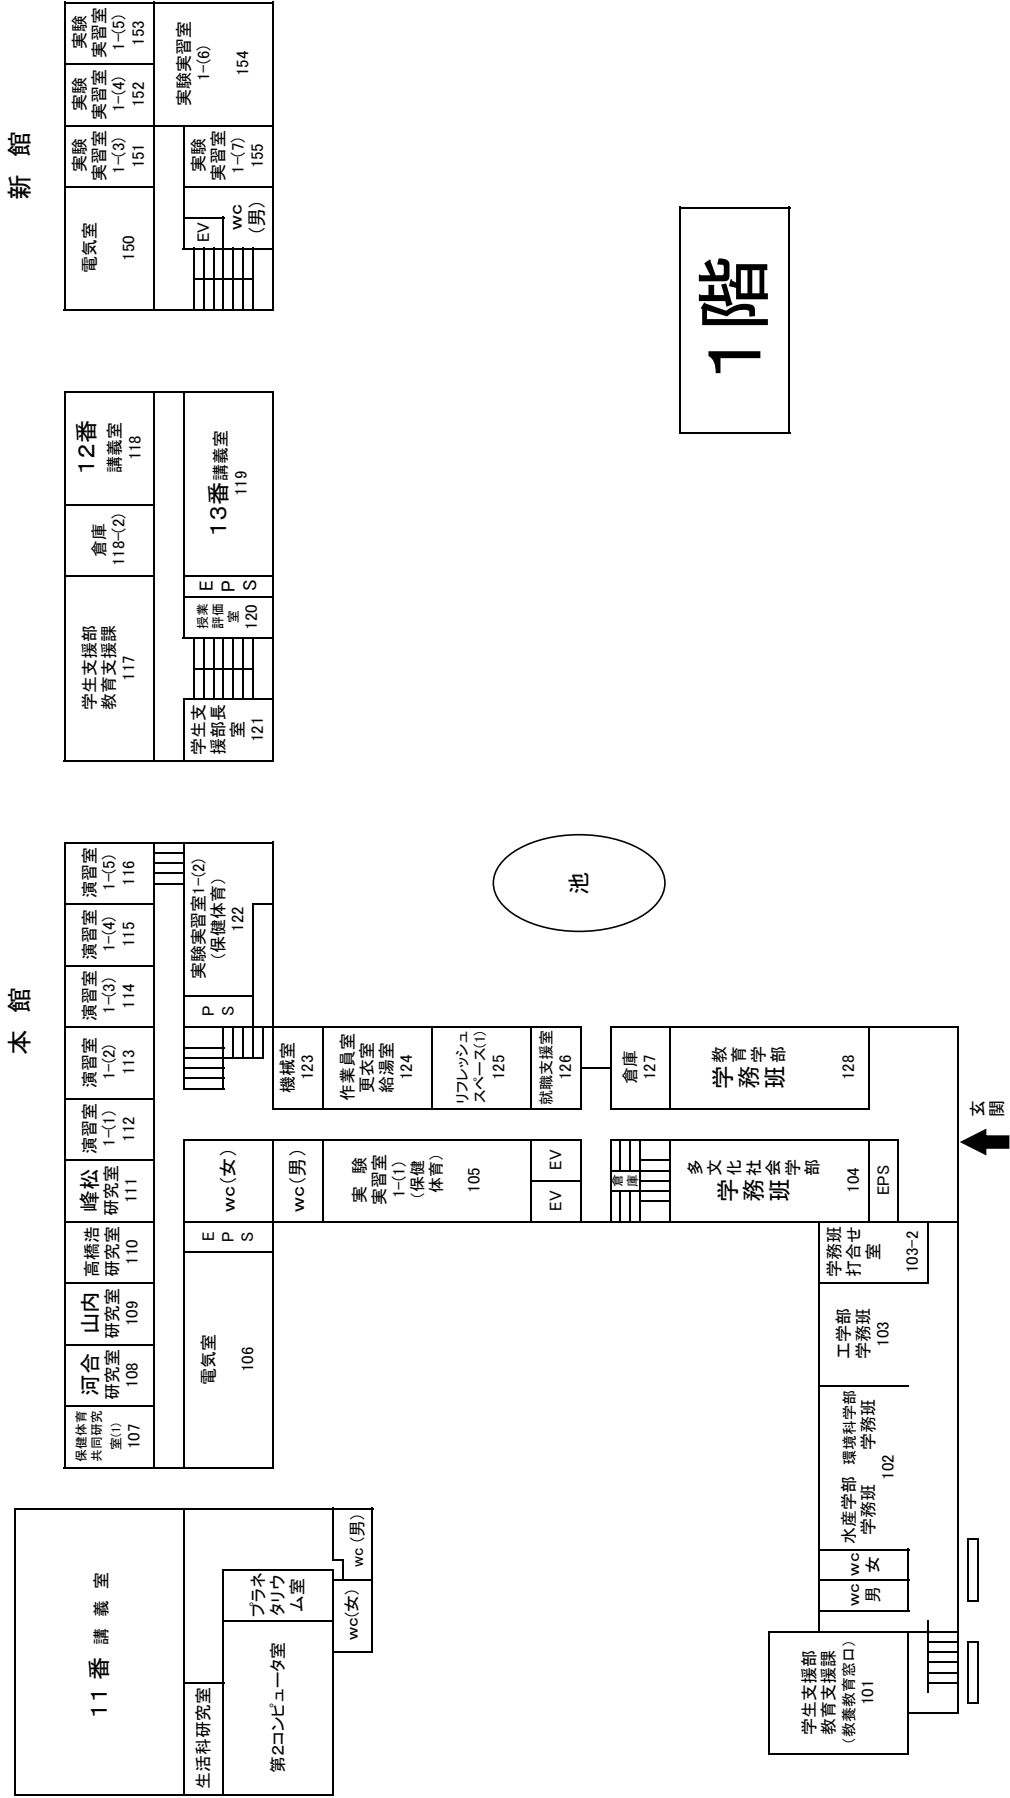 新 館
実験
実習室
1-(5)
153
実験
実習室
1-(4)
152
実験
実習室
1-(3)
151
電気室
150
実験実習室
1-(6)
154
実験
実習室
1-(7)
155
EV
wc
(男)
1階
12番
講義室
118
倉庫
118-(2)
学生支援部
教育支援課
117
13番講義室
119
EPS
授業
評価
室
120
学生支
援部長
室
121
本 館
演習室
1-(5)
116
演習室
1-(4)
115
演習室
1-(3)
114
演習室
1-(2)
113
演習室
1-(1)
112
峰松
研究室
111
高橋浩
研究室
110
山内
研究室
109
河合
研究室
108
保健体育
共同研究
室(1)
107
実験実習室1-(2)
(保健体育)
122
PS
機械室
123
作業員室
更衣室
給湯室
124
リフレッシュ
スペース(1)
125
就職支援室
126
倉庫
127
教育学部
学務班
128
池
玄関
wc(女)
wc(男)
実 験
実習室
1-(1)
(保健
体育)
105
EV
EV
倉庫
多文化社会学部
学務班
104
EPS
EPS
電気室
106
学務班
打合せ
室
103-2
工学部
学務班
103
環境科学部
学務班
水産学部
学務班
102
wc
女
wc
男
学生支援部
教育支援課
(教養教育窓口)
101
11番 講 義 室
生活科研究室
プラネ
タリウ
ム室
第2コンピュータ室
wc (男)
wc(女)